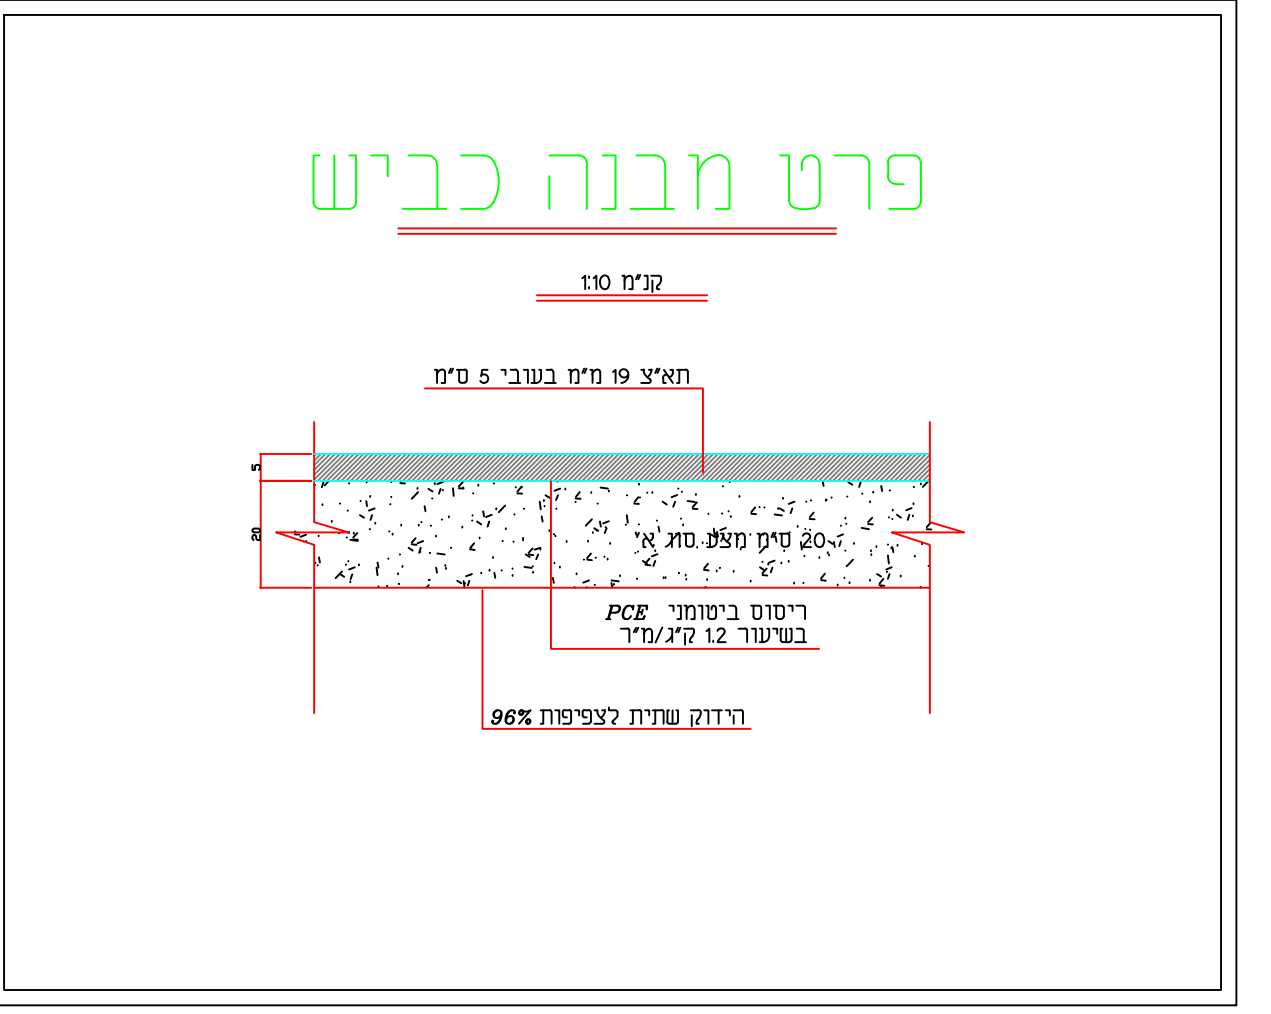 פרט מבנה כביש
קנ"מ 1:10
תא"צ 19 מ"מ בעובי 5 ס"מ
5
20
20 ס"מ מצע סוג א'
ריסוס ביטומני PCE
בשיעור 1.2 ק"ג/מ"ר
הידוק שתית לצפיפות 96%